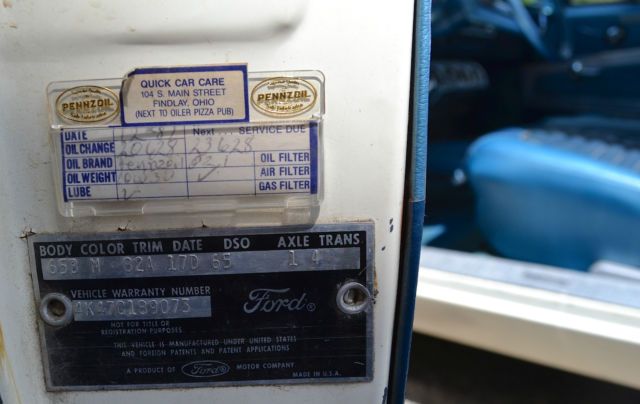 PENNZOIL
QUICK CAR CARE
104 S. MAIN STREET
FINDLAY, OHIO
(NEXT TO OILER PIZZA PUB)
PENNZOIL
DATE Next SERVICE DUE
OIL CHANGE 20628 23628
OIL BRAND Pennzoil OIL FILTER
OIL WEIGHT 10W30 AIR FILTER
LUBE GAS FILTER
BODY COLOR TRIM DATE DSO AXLE TRANS
65B M 32A 17D 65 1 4
VEHICLE WARRANTY NUMBER
Ford®
NOT FOR TITLE OR
REGISTRATION PURPOSES
THIS VEHICLE IS MANUFACTURED UNDER UNITED STATES
AND FOREIGN PATENTS AND PATENT APPLICATIONS
A PRODUCT OF Ford MOTOR COMPANY
MADE IN U.S.A.